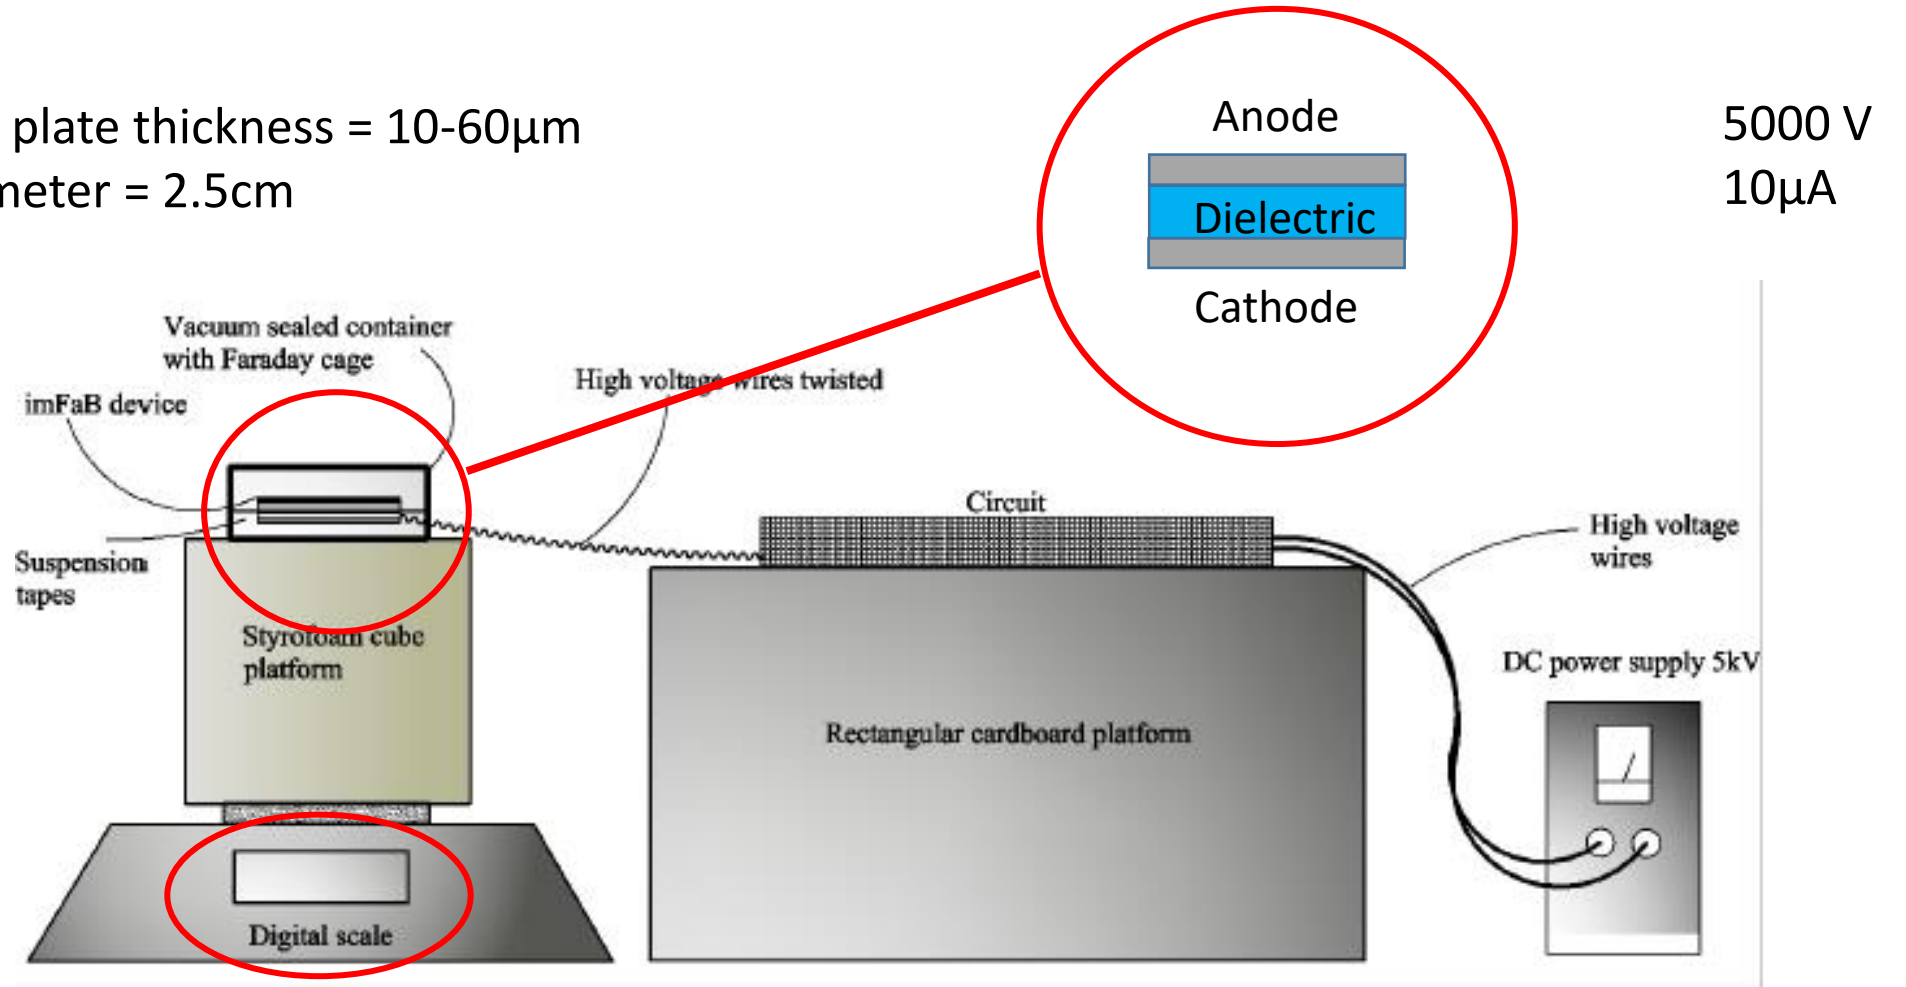 plate thickness = 10-60µm
meter = 2.5cm
Anode
Dielectric
Cathode
5000 V
10µA
Vacuum sealed container
with Faraday cage
imFaB device
High voltage wires twisted
Circuit
High voltage
wires
Suspension
tapes
Styrofoam cube
platform
DC power supply 5kV
Rectangular cardboard platform
Digital scale